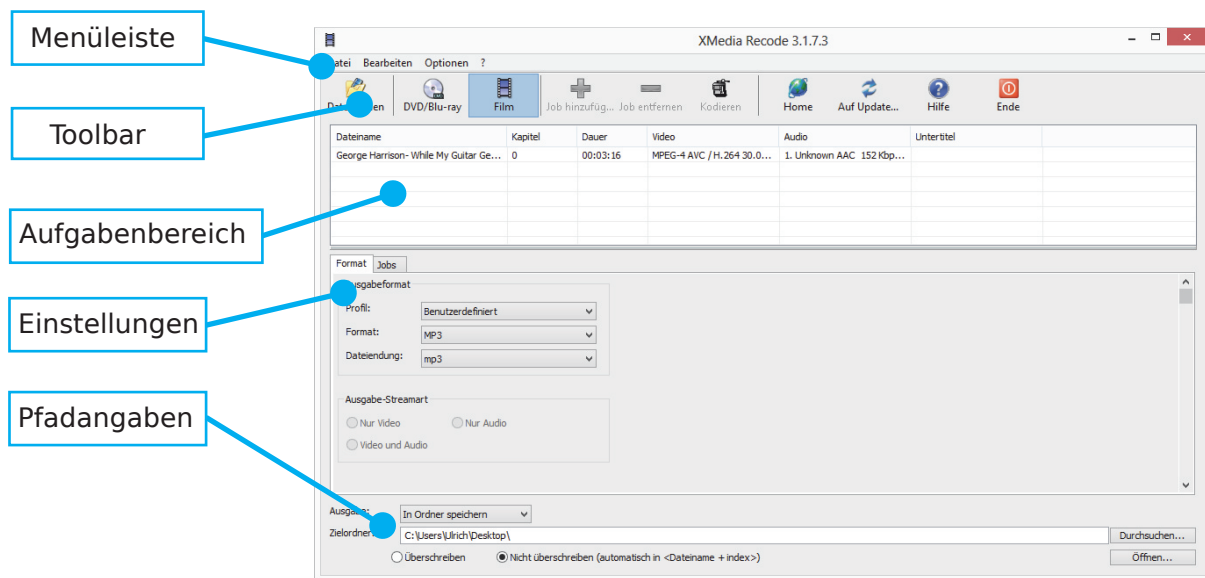 Menüleiste
Toolbar
Aufgabenbereich
Einstellungen
Pfadangaben
XMedia Recode 3.1.7.3
Bearbeiten Optionen ?
DVD/Blu-ray Film Job hinzufüg... Job entfernen Kodieren Home Auf Update... Hilfe Ende
Dateiname Kapitel Dauer Video Audio Untertitel
George Harrison- While My Guitar Ge... 0 00:03:16 MPEG-4 AVC / H.264 30.0... 1. Unknown AAC 152 Kbp...
Format Jobs
Profil: Benutzerdefiniert
Format: MP3
Dateiendung: mp3
Ausgabe-Streamart
Nur Video Nur Audio
Video und Audio
Ausgabe: In Ordner speichern
Zielordner: C:\Users\Ulrich\Desktop\ Durchsuchen...
Überschreiben Nicht überschreiben (automatisch in <Dateiname + index>) Öffnen...